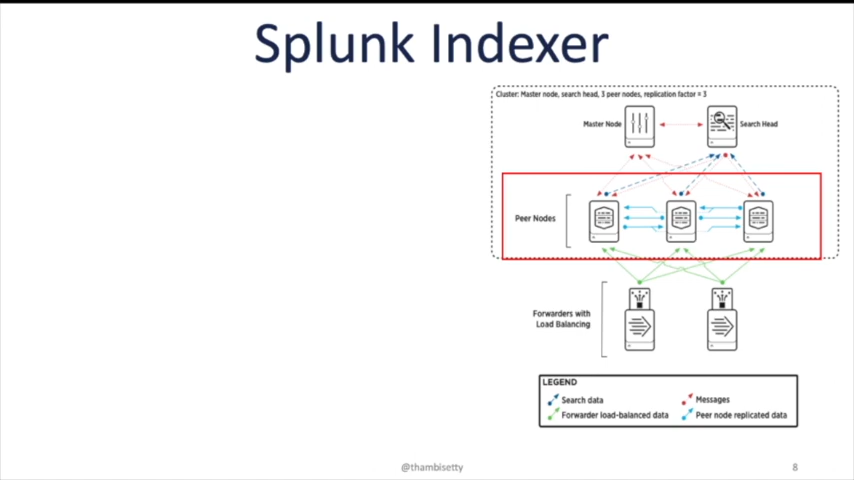 Splunk Indexer
Cluster: Master node, search head, 3 peer nodes, replication factor = 3
Master Node
Search Head
Peer Nodes
Forwarders with
Load Balancing
LEGEND
Search data
Messages
Forwarder load-balanced data
Peer node replicated data
@thambisetty
8